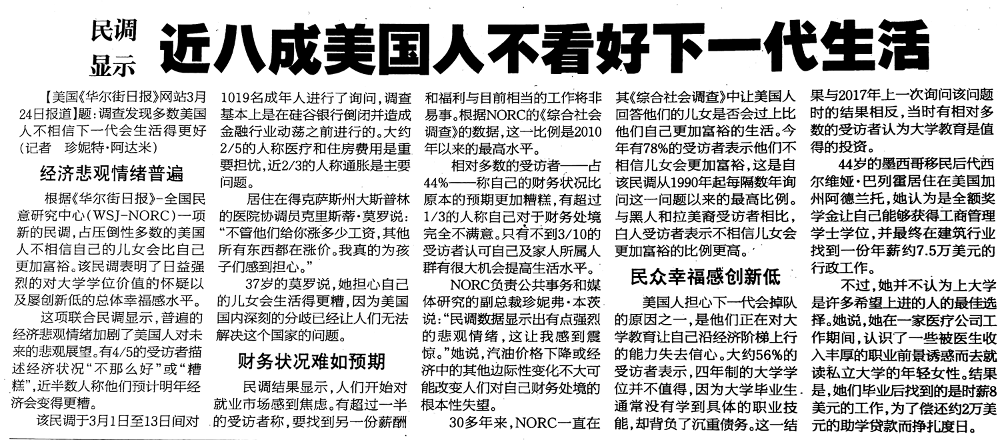 民调
显示
近八成美国人不看好下一代生活
【美国《华尔街日报》网站3月
24日报道】题:调查发现多数美国
人不相信下一代会生活得更好
(记者 珍妮特·阿达米)
经济悲观情绪普遍
根据《华尔街日报》-全国民
意研究中心(WSJ-NORC)一项
新的民调,占压倒性多数的美国
人不相信自己的儿女会比自己
更加富裕。该民调表明了日益强
烈的对大学学位价值的怀疑以
及屡创新低的总体幸福感水平。
这项联合民调显示,普遍的
经济悲观情绪加剧了美国人对未
来的悲观展望。有4/5的受访者描
述经济状况“不那么好”或“糟
糕”,近半数人称他们预计明年经
济会变得更糟。
该民调于3月1日至13日间对
1019名成年人进行了询问,调查
基本上是在硅谷银行倒闭并造成
金融行业动荡之前进行的。大约
2/5的人称医疗和住房费用是重
要担忧,近2/3的人称通胀是主要
问题。
居住在得克萨斯州大斯普林
的医院协调员克里斯蒂·莫罗说:
“不管他们给你涨多少工资,其他
所有东西都在涨价。我真的为孩
子们感到担心。”
37岁的莫罗说,她担心自己
的儿女会生活得更糟,因为美国
国内深刻的分歧已经让人们无法
解决这个国家的问题。
财务状况难如预期
民调结果显示,人们开始对
就业市场感到焦虑。有超过一半
的受访者称,要找到另一份薪酬
和福利与目前相当的工作将非
易事。根据NORC的《综合社会
调查》的数据,这一比例是2010
年以来的最高水平。
相对多数的受访者——占
44%——称自己的财务状况比
原本的预期更加糟糕,有超过
1/3的人称自己对于财务处境
完全不满意。只有不到3/10的
受访者认可自己及家人所属人
群有很大机会提高生活水平。
NORC负责公共事务和媒
体研究的副总裁珍妮弗·本茨
说:“民调数据显示出有点强烈
的悲观情绪,这让我感到震
惊。”她说,汽油价格下降或经
济中的其他边际性变化不大可
能改变人们对自己财务处境的
根本性失望。
30多年来,NORC一直在
其《综合社会调查》中让美国人
回答他们的儿女是否会过上比
他们自己更加富裕的生活。今
年有78%的受访者表示他们不
相信儿女会更加富裕,这是自
该民调从1990年起每隔数年询
问这一问题以来的最高比例。
与黑人和拉美裔受访者相比,
白人受访者表示不相信儿女会
更加富裕的比例更高。
民众幸福感创新低
美国人担心下一代会掉队
的原因之一,是他们正在对大
学教育让自己沿经济阶梯上行
的能力失去信心。大约56%的
受访者表示,四年制的大学学
位并不值得,因为大学毕业生
通常没有学到具体的职业技
能,却背负了沉重债务。这一结
果与2017年上一次询问该问题
时的结果相反,当时有相对多
数的受访者认为大学教育是值
得的投资。
44岁的墨西哥移民后代西
尔维娅·巴列霍居住在美国加
州阿德兰托,她认为是全额奖
学金让自己能够获得工商管理
学士学位,并最终在建筑行业
找到一份年薪约7.5万美元的
行政工作。
不过,她并不认为上大学
是许多希望上进的人的最佳选
择。她说,她在一家医疗公司工
作期间,认识了一些被医生收
入丰厚的职业前景诱惑而去就
读私立大学的年轻女性。结果
是,她们毕业后找到的是时薪8
美元的工作,为了偿还约2万美
元的助学贷款而挣扎度日。